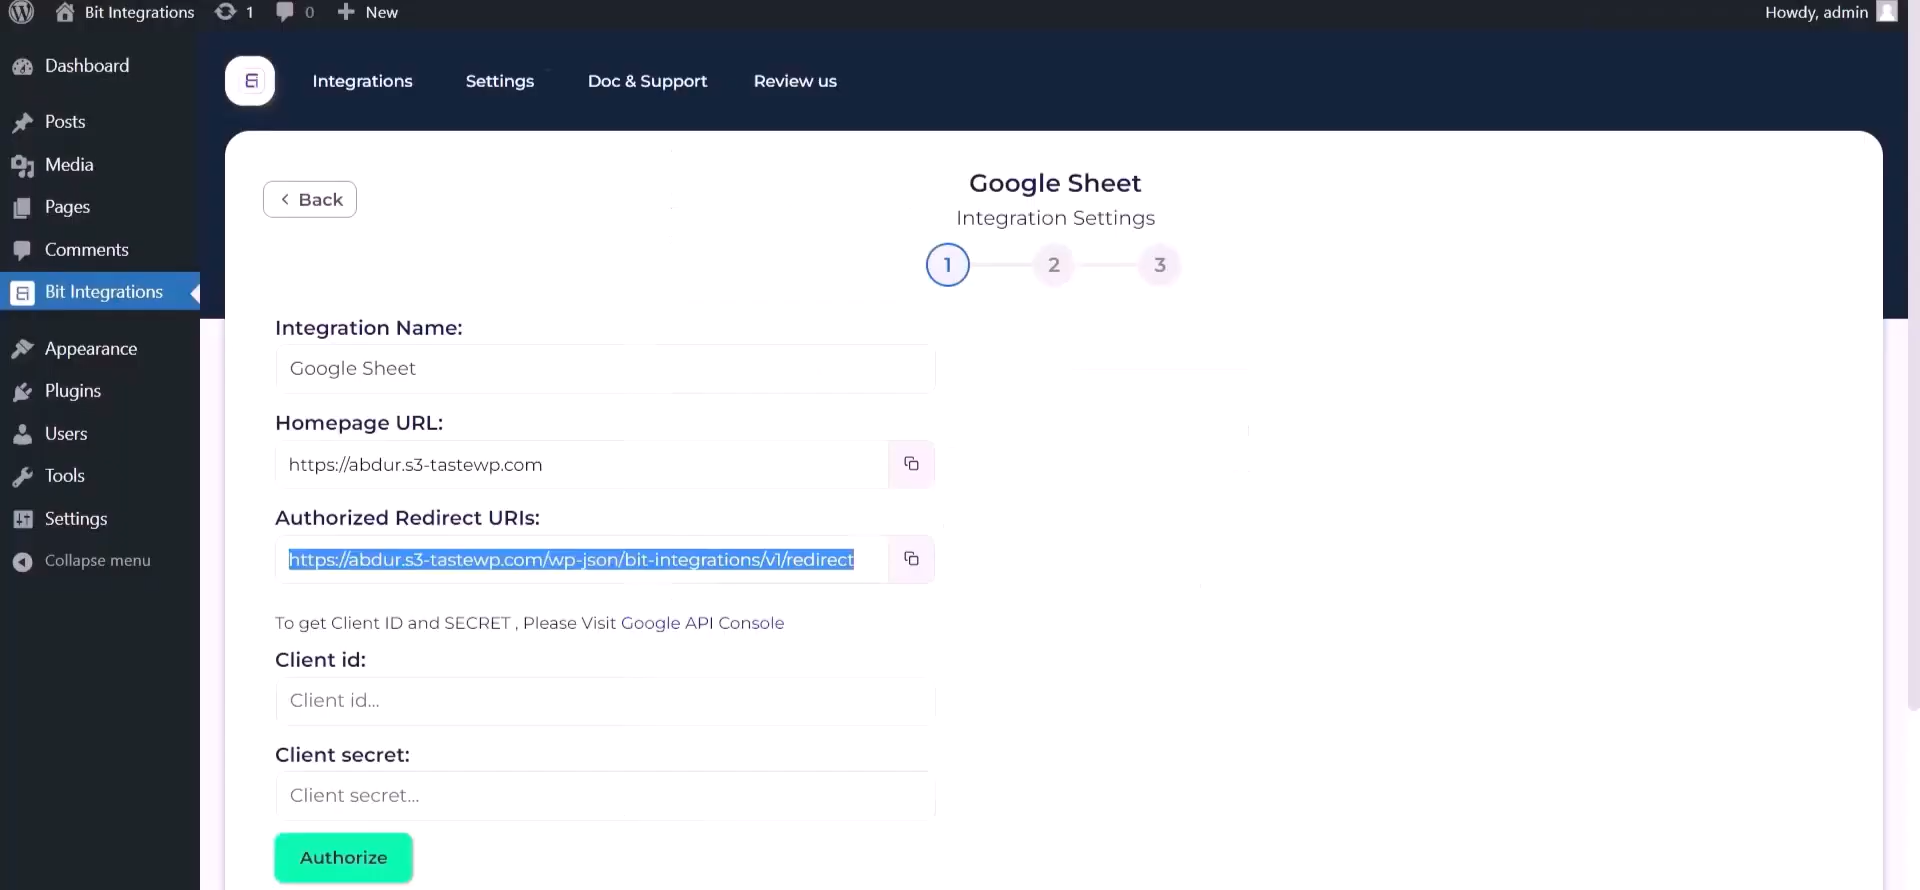 Bit Integrations 1 0 New Howdy, admin
Dashboard
Posts
Media
Pages
Comments
Bit Integrations
Appearance
Plugins
Users
Tools
Settings
Collapse menu
Integrations Settings Doc & Support Review us
Back
Google Sheet
Integration Settings
1 2 3
Integration Name:
Google Sheet
Homepage URL:
https://abdur.s3-tastewp.com
Authorized Redirect URIs:
https://abdur.s3-tastewp.com/wp-json/bit-integrations/v1/redirect
To get Client ID and SECRET , Please Visit Google API Console
Client id:
Client id...
Client secret:
Client secret...
Authorize